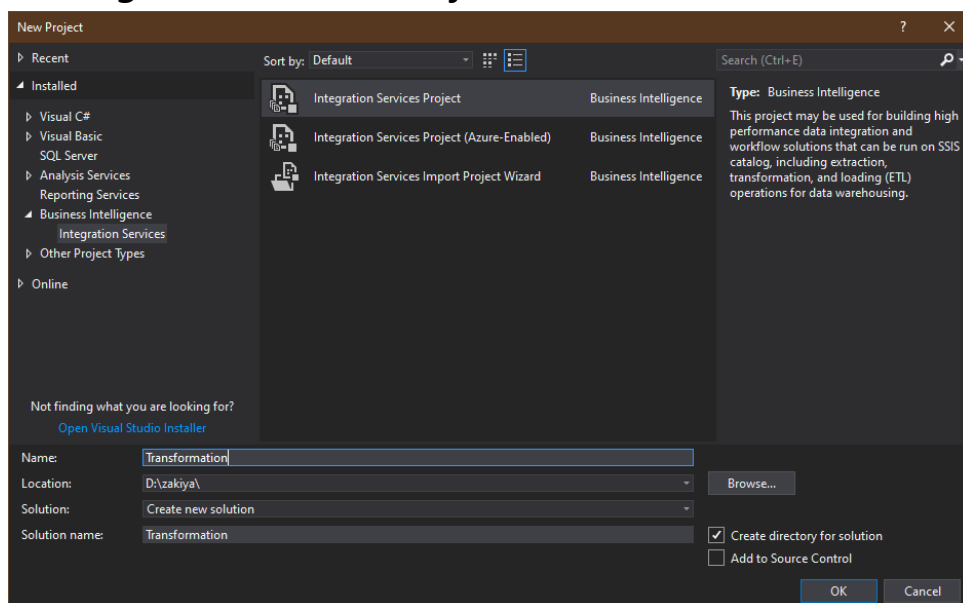 New Project
?
Recent
Installed
Visual C#
Visual Basic
SQL Server
Analysis Services
Reporting Services
Business Intelligence
Integration Services
Other Project Types
Online
Not finding what you are looking for?
Open Visual Studio Installer
Sort by: Default
Integration Services Project Business Intelligence
Integration Services Project (Azure-Enabled) Business Intelligence
Integration Services Import Project Wizard Business Intelligence
Search (Ctrl+E)
Type: Business Intelligence
This project may be used for building high
performance data integration and
workflow solutions that can be run on SSIS
catalog, including extraction,
transformation, and loading (ETL)
operations for data warehousing.
Name: Transformation
Location: D:\zakiya\
Browse...
Solution: Create new solution
Solution name: Transformation
Create directory for solution
Add to Source Control
OK Cancel